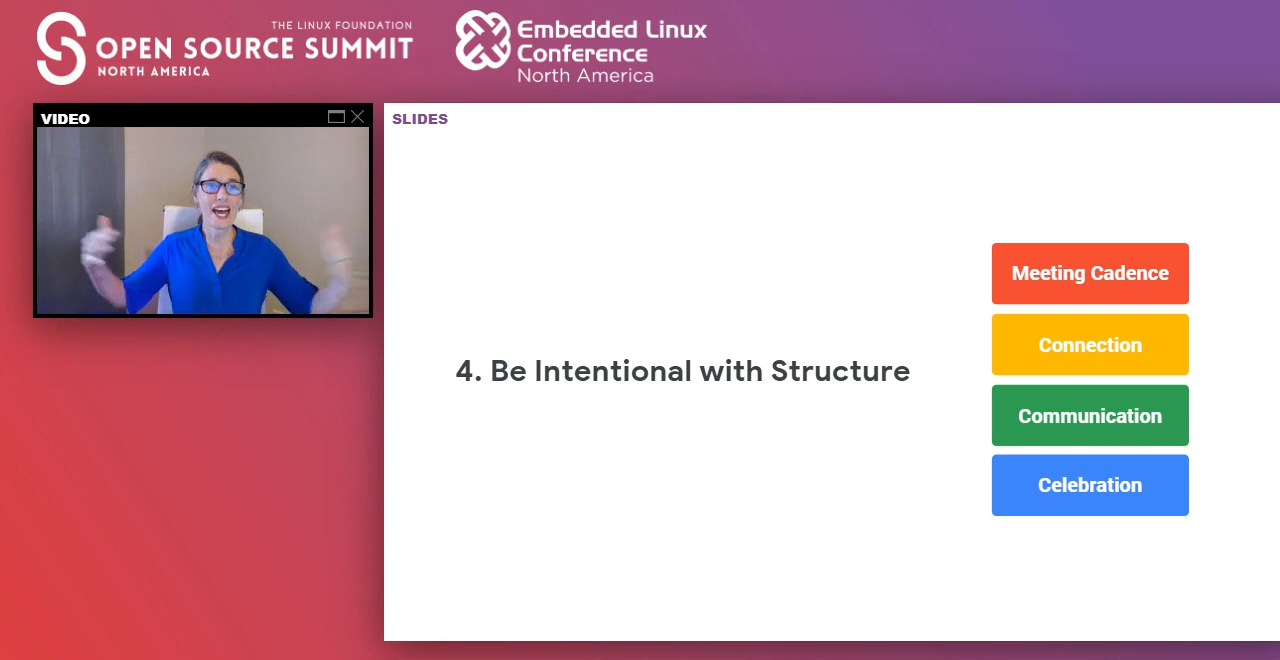 THE LINUX FOUNDATION
OPEN SOURCE SUMMIT
NORTH AMERICA
Embedded Linux
Conference
North America
VIDEO
SLIDES
4. Be Intentional with Structure
Meeting Cadence
Connection
Communication
Celebration